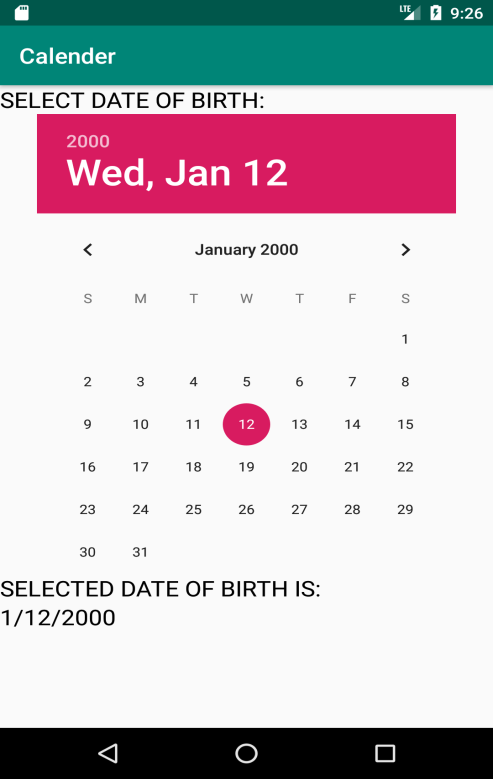 LTE 9:26
Calender
SELECT DATE OF BIRTH:
2000
Wed, Jan 12
January 2000
S M T W T F S
1
2 3 4 5 6 7 8
9 10 11 12 13 14 15
16 17 18 19 20 21 22
23 24 25 26 27 28 29
30 31
SELECTED DATE OF BIRTH IS:
1/12/2000